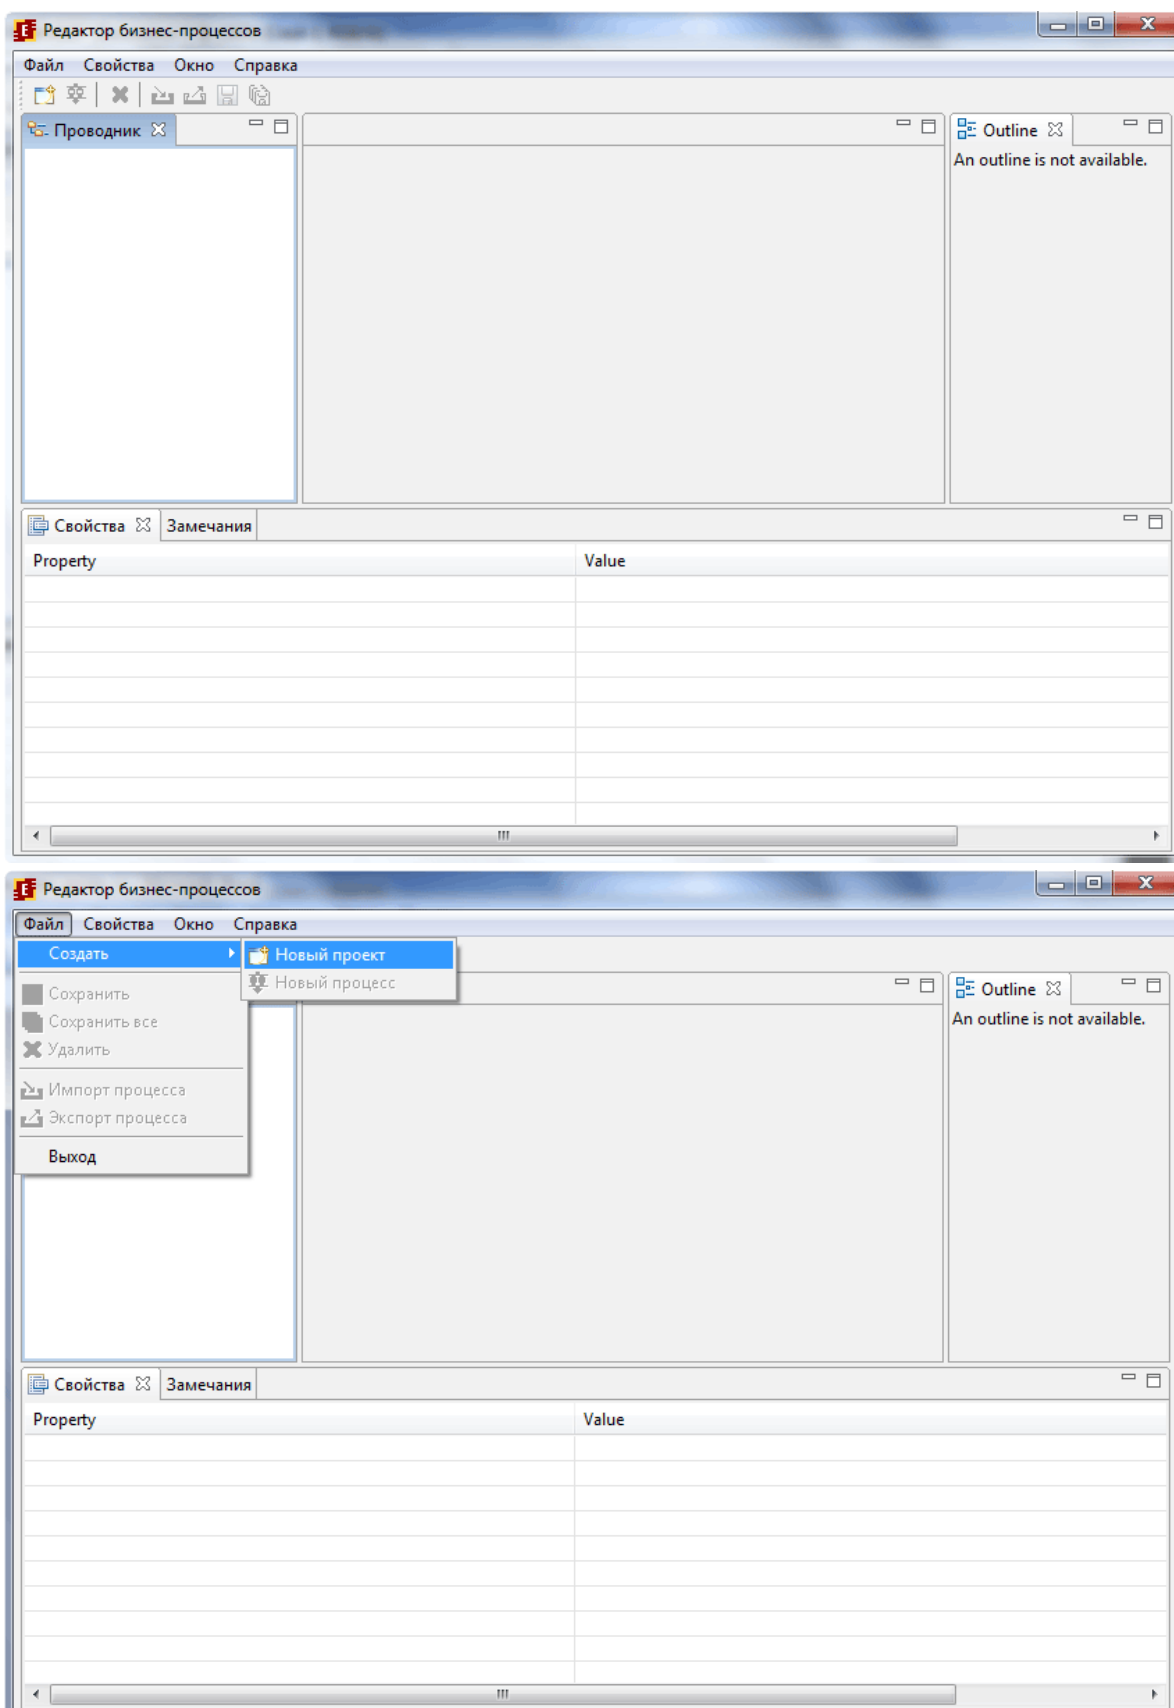 Редактор бизнес-процессов
Файл Свойства Окно Справка
Проводник
Outline
An outline is not available.
Свойства Замечания
Property Value
Редактор бизнес-процессов
Файл Свойства Окно Справка
Создать
Новый проект
Новый процесс
Сохранить
Сохранить все
Удалить
Импорт процесса
Экспорт процесса
Выход
Outline
An outline is not available.
Свойства Замечания
Property Value